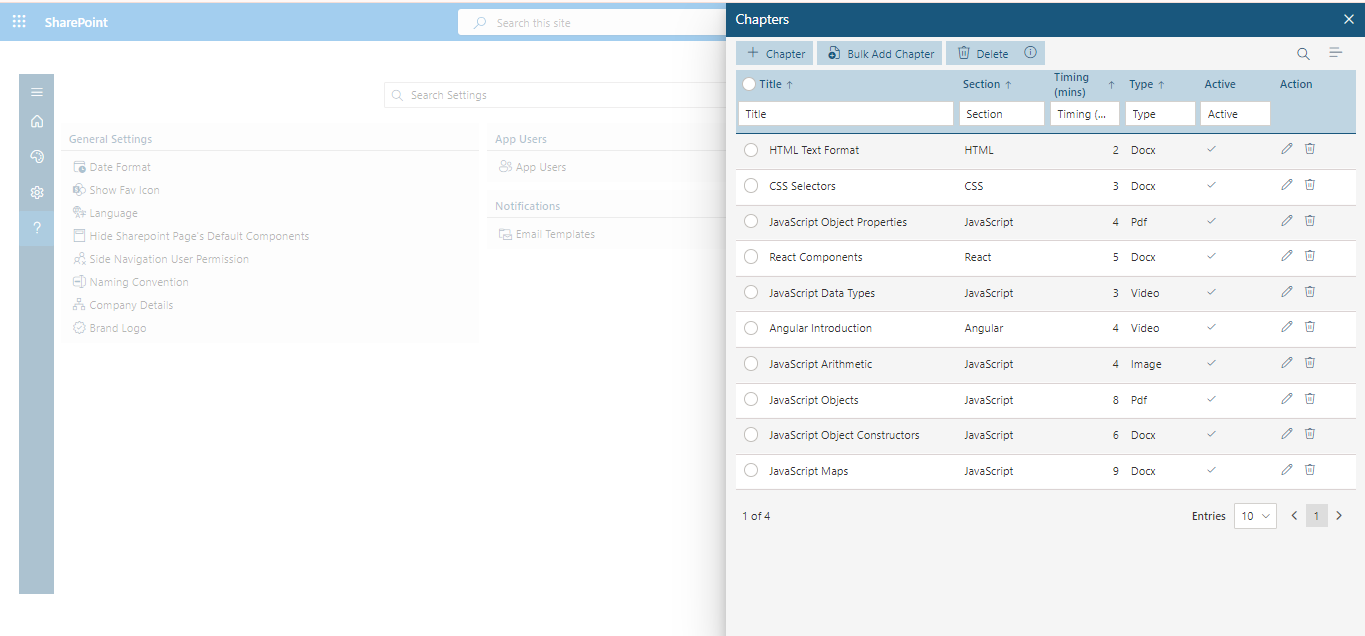 SharePoint
Search this site
Chapters
Chapter
Bulk Add Chapter
Delete
Search Settings
Title
Section
Timing (mins)
Type
Active
Action
Title
Section
Timing (...
Type
Active
General Settings
Date Format
Show Fav Icon
Language
Hide Sharepoint Page's Default Components
Side Navigation User Permission
Naming Convention
Company Details
Brand Logo
App Users
App Users
Notifications
Email Templates
HTML Text Format HTML 2 Docx
CSS Selectors CSS 3 Docx
JavaScript Object Properties JavaScript 4 Pdf
React Components React 5 Docx
JavaScript Data Types JavaScript 3 Video
Angular Introduction Angular 4 Video
JavaScript Arithmetic JavaScript 4 Image
JavaScript Objects JavaScript 8 Pdf
JavaScript Object Constructors JavaScript 6 Docx
JavaScript Maps JavaScript 9 Docx
1 of 4
Entries 10 1